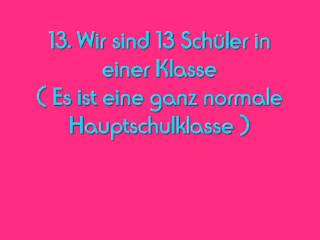 13. Wir sind 13 Schüler in
einer Klasse
( Es ist eine ganz normale
Hauptschulklasse )